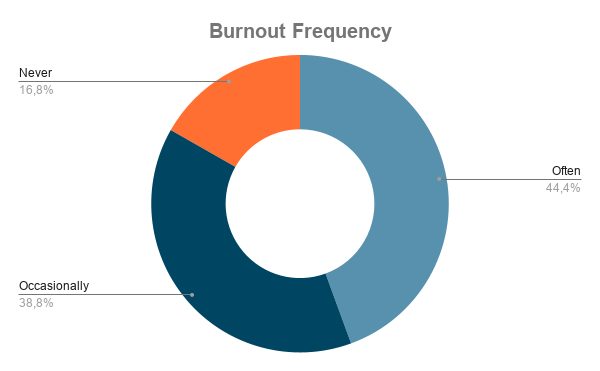 Burnout Frequency
Never
16,8%
Often
44,4%
Occasionally
38,8%